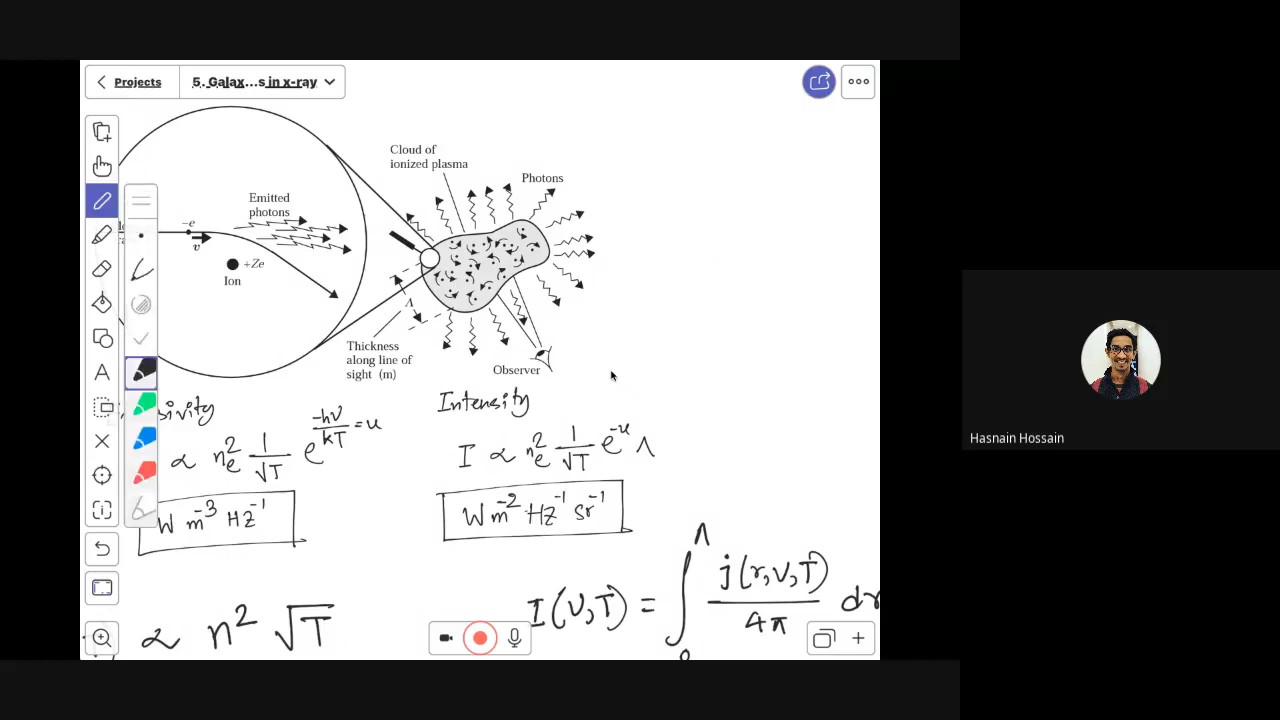 Projects
5. Galax...s in x-ray
Cloud of
ionized plasma
Photons
Emitted
photons
−e
v
+Ze
Ion
Λ
Thickness
along line of
sight (m)
Observer
Intensity
∝ n_e^2 1/√T e^{-hν/kT = u}
I ∝ n_e^2 1/√T e^{-u} Λ
W m^{-3} Hz^{-1}
W m^{-2} Hz^{-1} Sr^{-1}
I(ν,T) = ∫_0^Λ j(r,ν,T)/4π dr
∝ n^2 √T
Hasnain Hossain